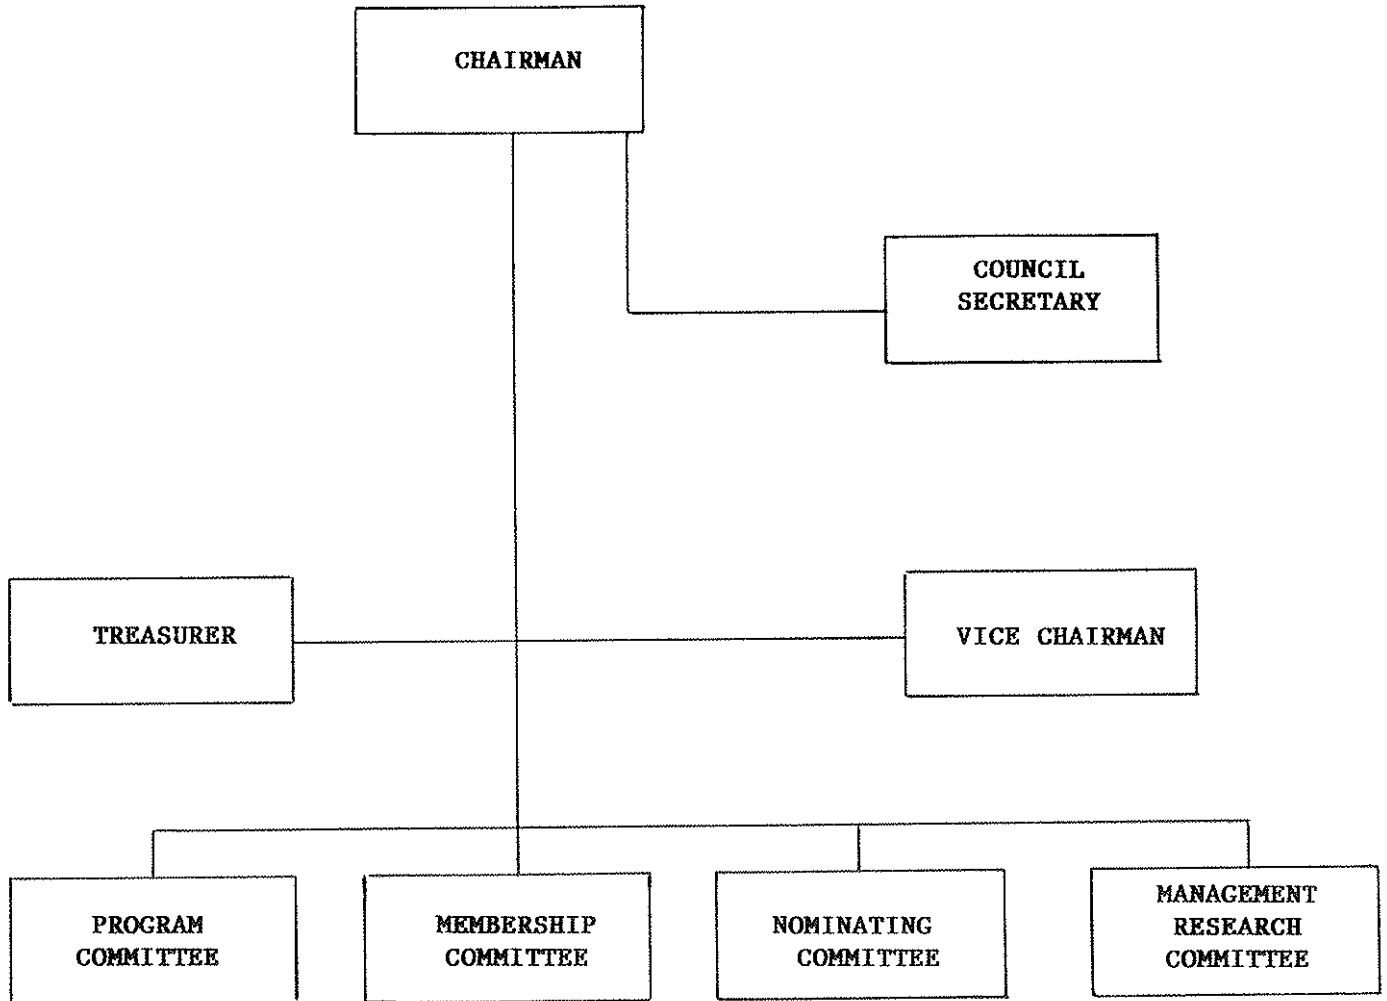 CHAIRMAN
COUNCIL
SECRETARY
TREASURER
VICE CHAIRMAN
PROGRAM
COMMITTEE
MEMBERSHIP
COMMITTEE
NOMINATING
COMMITTEE
MANAGEMENT
RESEARCH
COMMITTEE